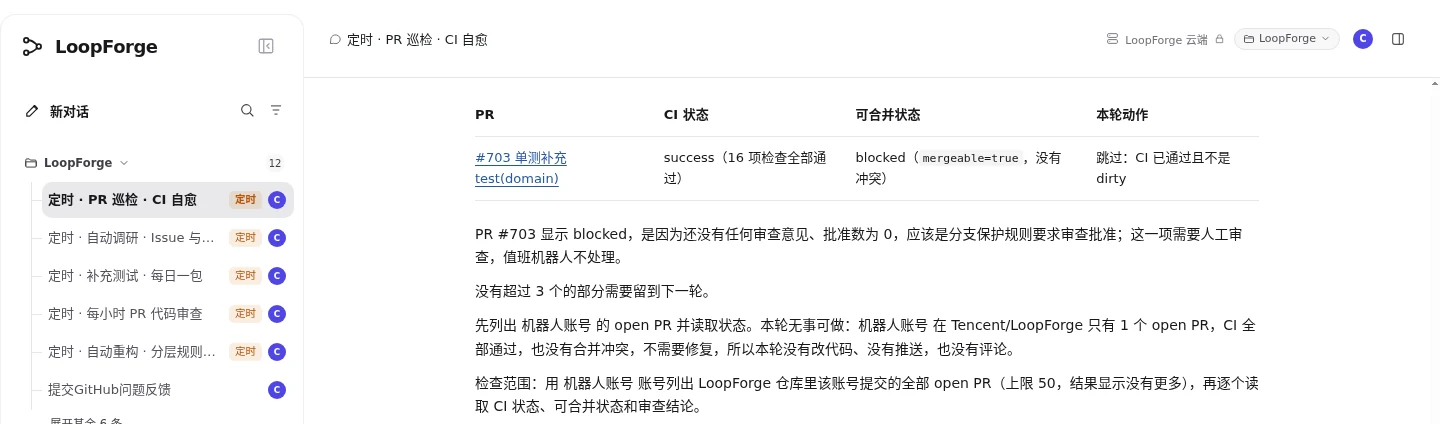 LoopForge
新对话
LoopForge
12
定时 · PR 巡检 · CI 自愈
定时
C
定时 · 自动调研 · Issue 与...
定时
C
定时 · 补充测试 · 每日一包
定时
C
定时 · 每小时 PR 代码审查
定时
C
定时 · 自动重构 · 分层规则...
定时
C
提交GitHub问题反馈
C
展开其余 6 条
定时 · PR 巡检 · CI 自愈
LoopForge 云端
LoopForge
C
PR
CI 状态
可合并状态
本轮动作
#703 单测补充
test(domain)
success（16 项检查全部通
过）
blocked（mergeable=true，没有
冲突）
跳过：CI 已通过且不是
dirty
PR #703 显示 blocked，是因为还没有任何审查意见、批准数为 0，应该是分支保护规则要求审查批准；这一项需要人工审
查，值班机器人不处理。
没有超过 3 个的部分需要留到下一轮。
先列出 机器人账号 的 open PR 并读取状态。本轮无事可做：机器人账号 在 Tencent/LoopForge 只有 1 个 open PR，CI 全
部通过，也没有合并冲突，不需要修复，所以本轮没有改代码、没有推送，也没有评论。
检查范围：用 机器人账号 账号列出 LoopForge 仓库里该账号提交的全部 open PR（上限 50，结果显示没有更多），再逐个读
取 CI 状态、可合并状态和审查结论。